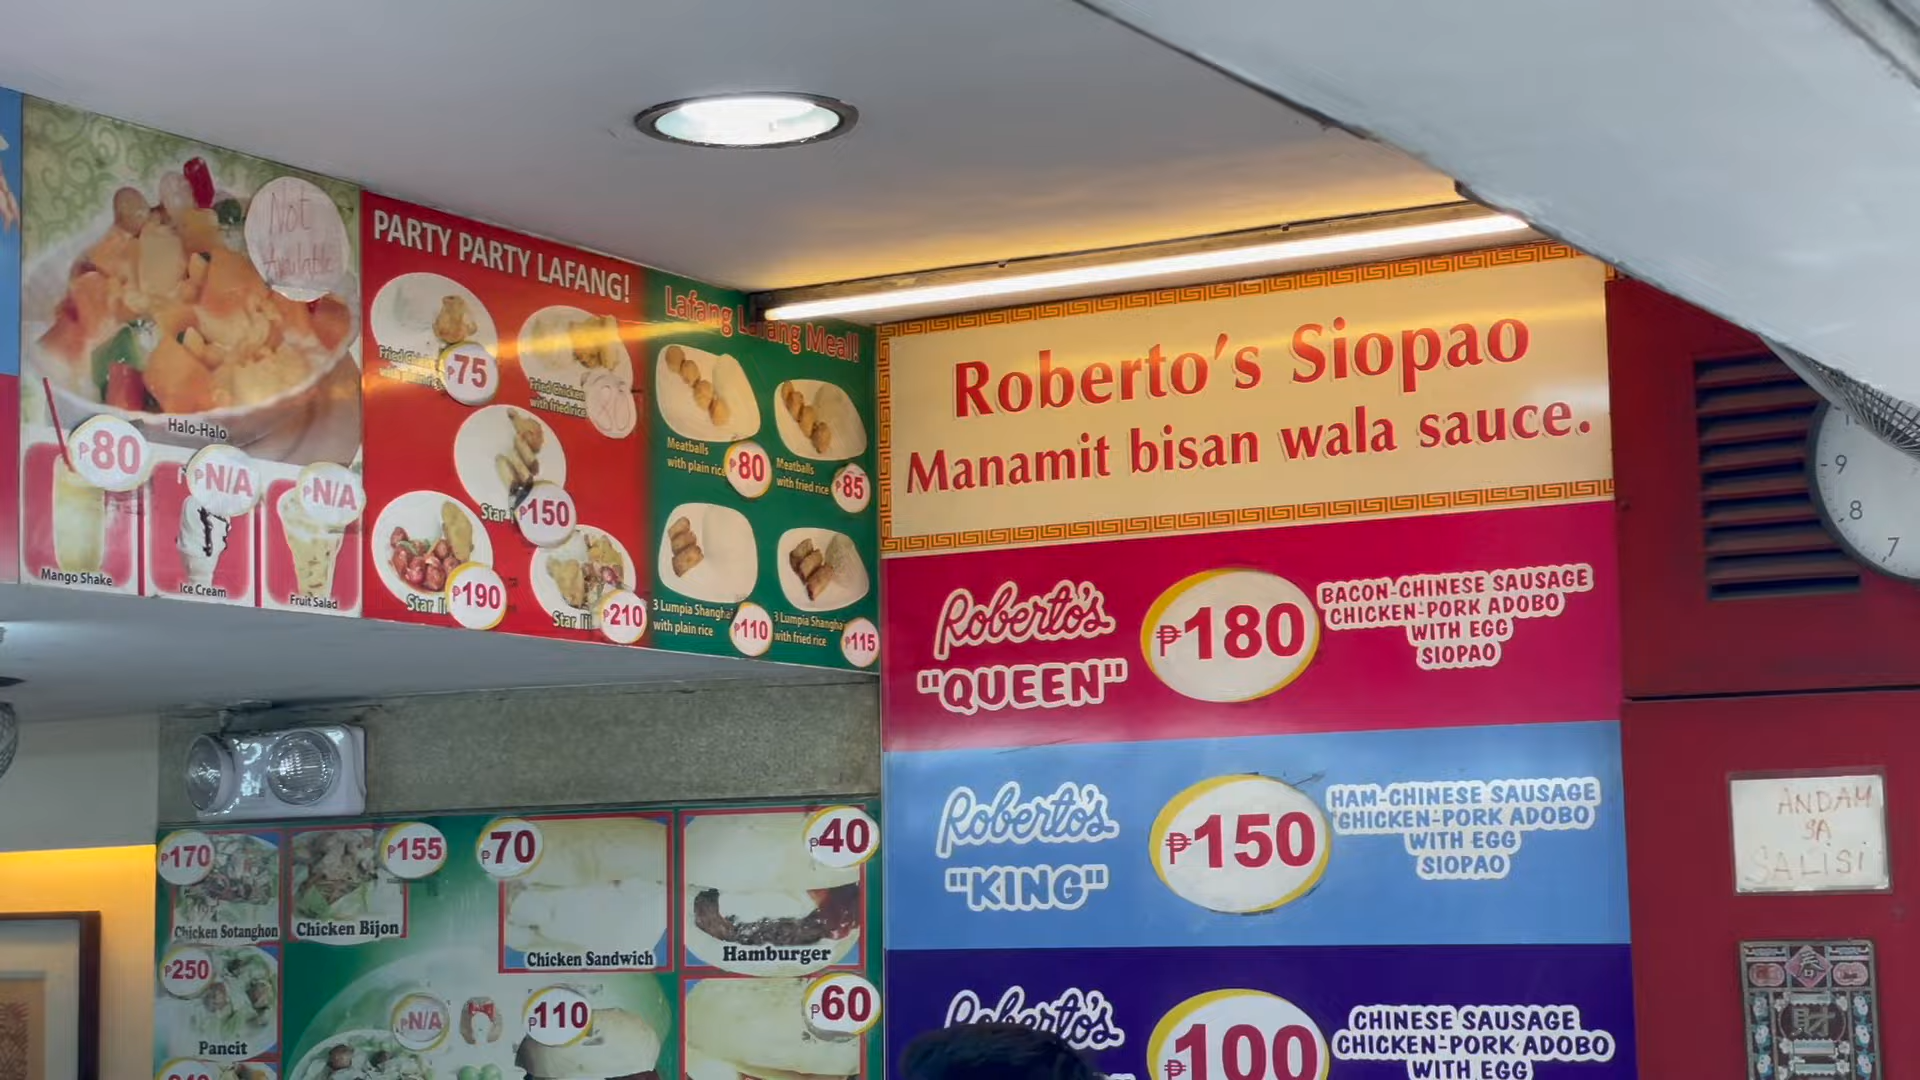 Not
Available
Halo-Halo
₱80
₱N/A
₱N/A
Mango Shake
Ice Cream
Fruit Salad
PARTY PARTY LAFANG!
₱75
Fried Chicken
with fried rice
Star
₱150
Star
₱190
Star
₱210
Lafang Lafang Meal!
Meatballs
with plain rice
₱80
Meatballs
with fried rice
₱85
3 Lumpia Shanghai
with plain rice
₱110
3 Lumpia Shanghai
with fried rice
₱115
Roberto's Siopao
Manamit bisan wala sauce.
Roberto's
"QUEEN"
₱180
BACON-CHINESE SAUSAGE
CHICKEN-PORK ADOBO
WITH EGG
SIOPAO
Roberto's
"KING"
₱150
HAM-CHINESE SAUSAGE
CHICKEN-PORK ADOBO
WITH EGG
SIOPAO
Roberto's
₱100
CHINESE SAUSAGE
CHICKEN-PORK ADOBO
WITH EGG
9
8
7
ANDAM
SA
SALISI
₱170
Chicken Sotanghon
₱155
Chicken Bijon
₱70
Chicken Sandwich
₱40
Hamburger
₱250
Pancit
₱N/A
₱110
₱60